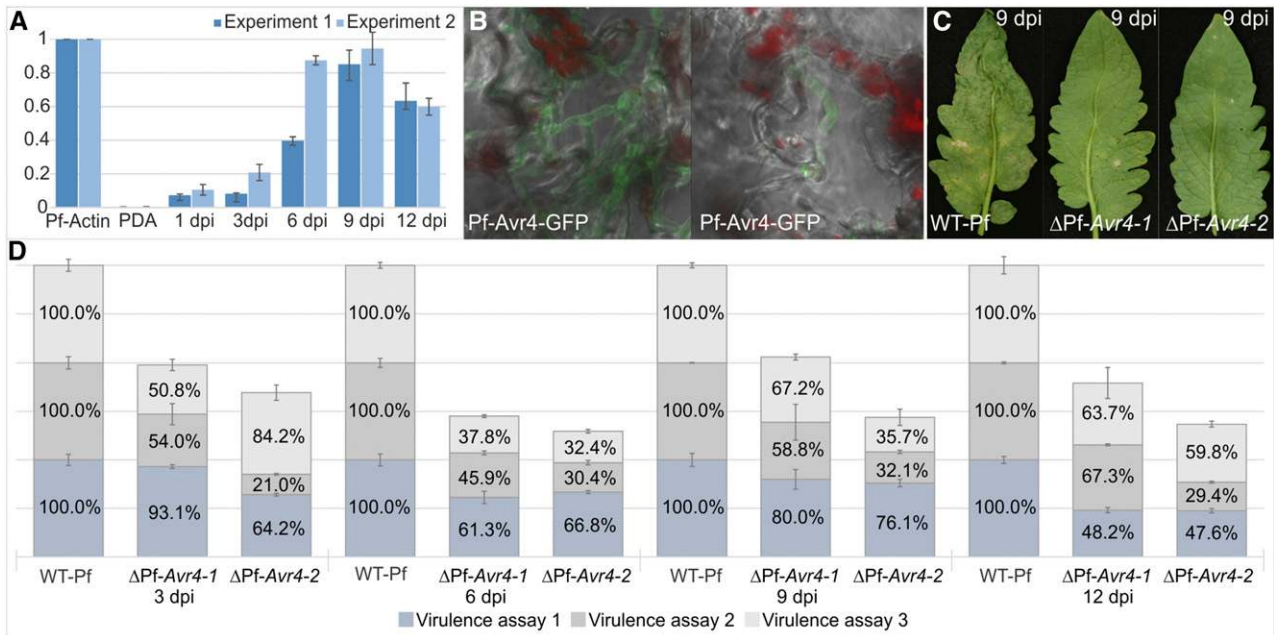 A
Experiment 1 Experiment 2
1
0.8
0.6
0.4
0.2
0
Pf-Actin PDA 1 dpi 3dpi 6 dpi 9 dpi 12 dpi
B
Pf-Avr4-GFP Pf-Avr4-GFP
C
9 dpi 9 dpi 9 dpi
WT-Pf ΔPf-Avr4-1 ΔPf-Avr4-2
D
100.0% 100.0% 100.0% 100.0%
50.8% 84.2% 37.8% 32.4% 67.2% 35.7% 63.7% 59.8%
100.0% 100.0% 100.0% 100.0%
54.0% 21.0% 45.9% 30.4% 58.8% 32.1% 67.3% 29.4%
100.0% 93.1% 64.2% 100.0% 61.3% 66.8% 100.0% 80.0% 76.1% 100.0% 48.2% 47.6%
WT-Pf ΔPf-Avr4-1 ΔPf-Avr4-2 WT-Pf ΔPf-Avr4-1 ΔPf-Avr4-2 WT-Pf ΔPf-Avr4-1 ΔPf-Avr4-2 WT-Pf ΔPf-Avr4-1 ΔPf-Avr4-2
3 dpi 6 dpi 9 dpi 12 dpi
Virulence assay 1 Virulence assay 2 Virulence assay 3